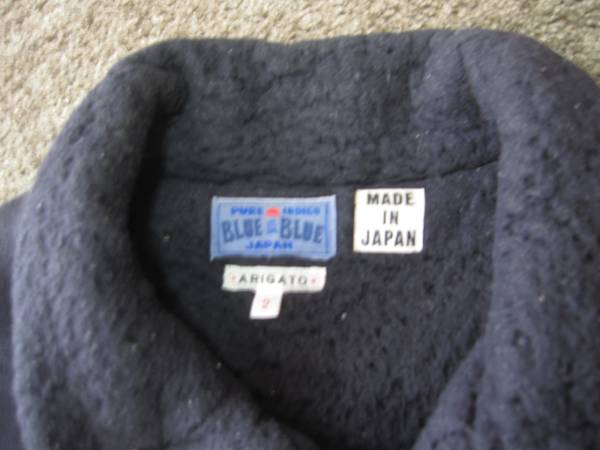 PURE INDIGO
BLUE BLUE
JAPAN
MADE
IN
JAPAN
·ARIGATO·
2